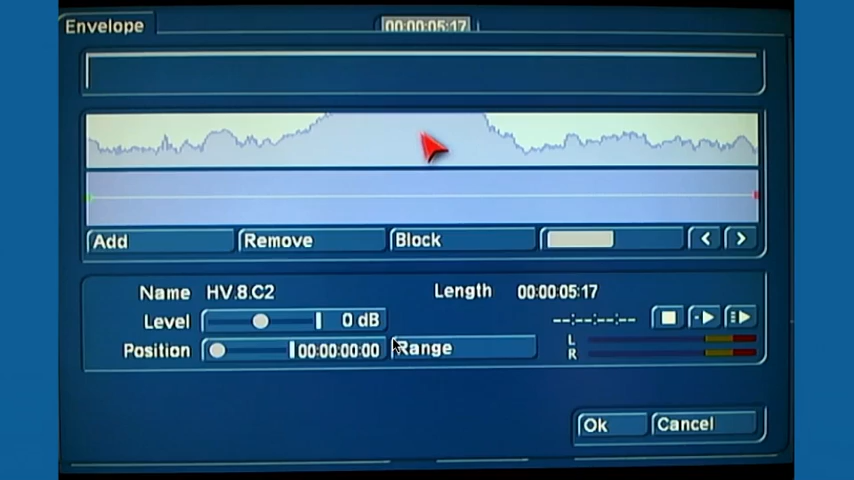 Envelope 00:00:05:17
Add Remove Block < >
Name HV.8.C2 Length 00:00:05:17
Level 0 dB --:--:--:--
Position 00:00:00:00 Range L
R
Ok Cancel